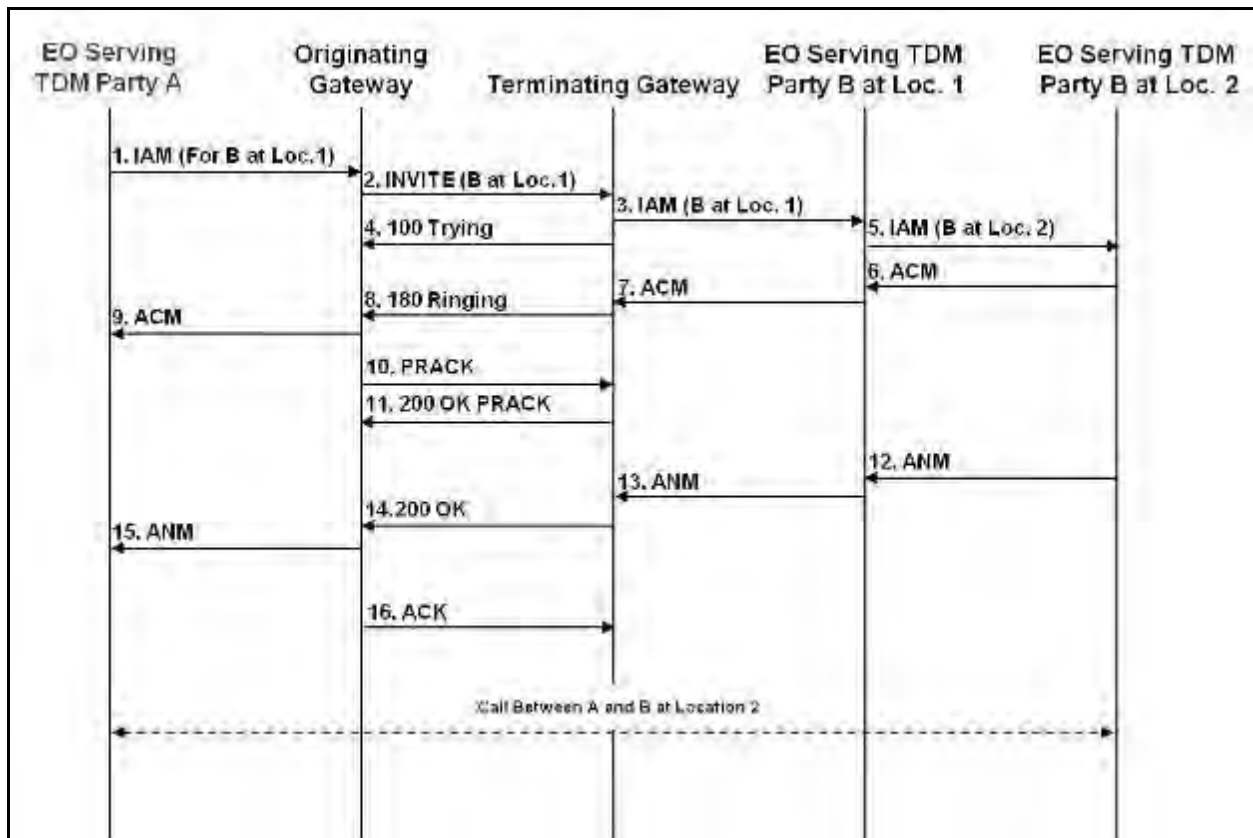 EO Serving
TDM Party A
Originating
Gateway
Terminating Gateway
EO Serving TDM
Party B at Loc. 1
EO Serving TDM
Party B at Loc. 2
1. IAM (For B at Loc.1)
2. INVITE (B at Loc.1)
3. IAM (B at Loc. 1)
4. 100 Trying
5. IAM (B at Loc. 2)
6. ACM
7. ACM
8. 180 Ringing
9. ACM
10. PRACK
11. 200 OK PRACK
12. ANM
13. ANM
14.200 OK
15. ANM
16. ACK
Call Between A and B at Location 2